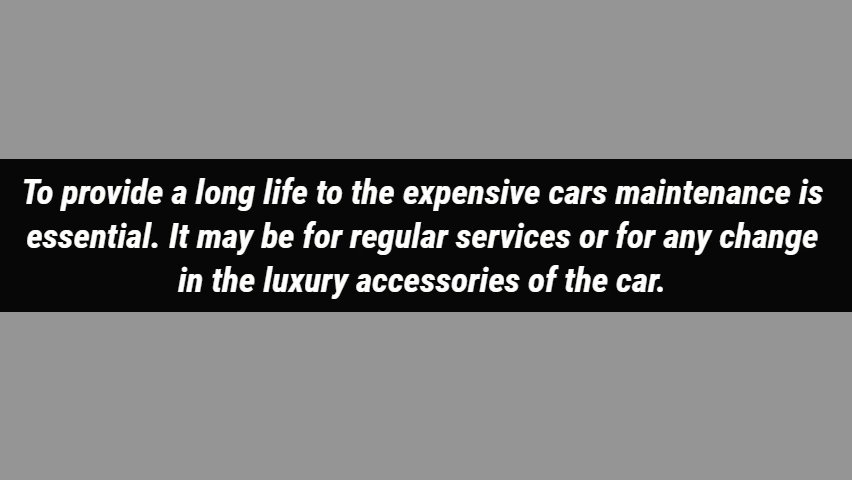 To provide a long life to the expensive cars maintenance is
essential. It may be for regular services or for any change
in the luxury accessories of the car.